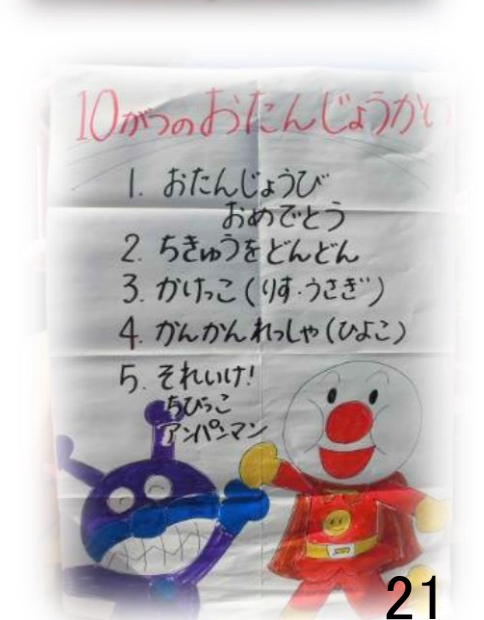 10がつのおたんじょうかい
1. おたんじょうび
おめでとう
2. ちきゅうをどんどん
3. かけっこ(りす・うさぎ)
4. かんかんれっしゃ(ひよこ)
5. それいけ!
ちびっこ
アンパンマン
21